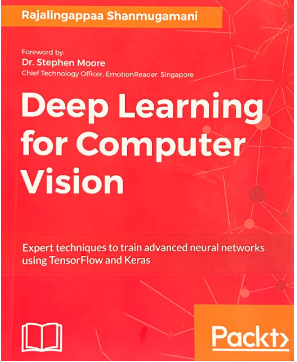 Rajalingappaa Shanmugamani
Foreword by:
Dr. Stephen Moore
Chief Technology Officer, EmotionReader, Singapore
Deep Learning
for Computer
Vision
Expert techniques to train advanced neural networks
using TensorFlow and Keras
Packt>